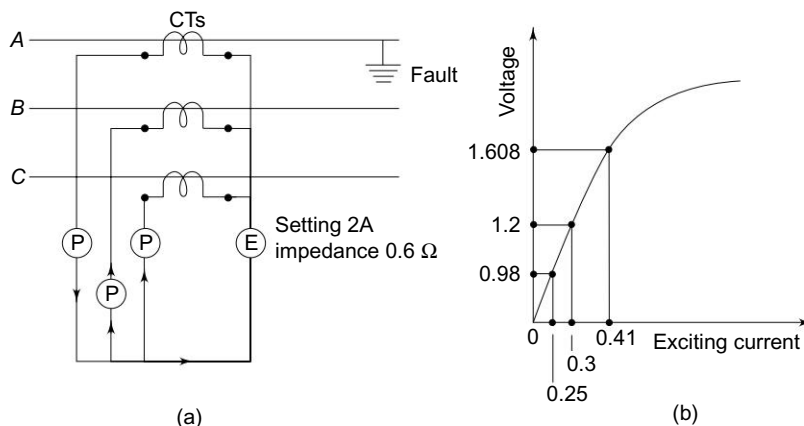 CTs
A
Fault
B
C
Setting 2A
impedance 0.6 Ω
P
P
E
P
(a)
Voltage
1.608
1.2
0.98
0
0.41
Exciting current
0.3
0.25
(b)